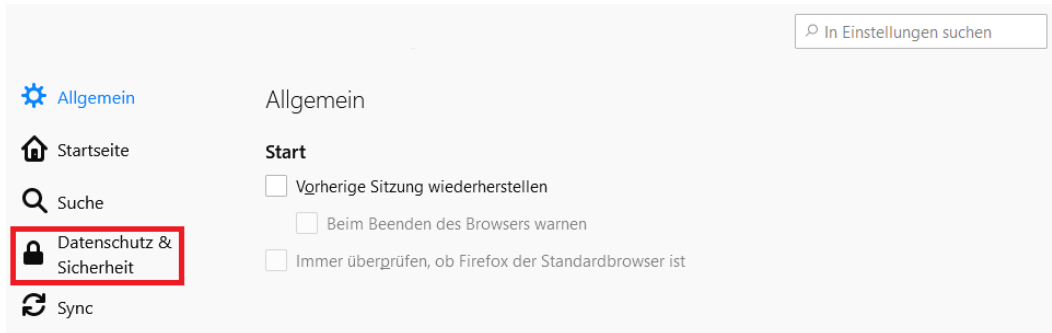 In Einstellungen suchen
Allgemein
Allgemein
Startseite
Start
Vorherige Sitzung wiederherstellen
Suche
Beim Beenden des Browsers warnen
Datenschutz &
Sicherheit
Immer überprüfen, ob Firefox der Standardbrowser ist
Sync